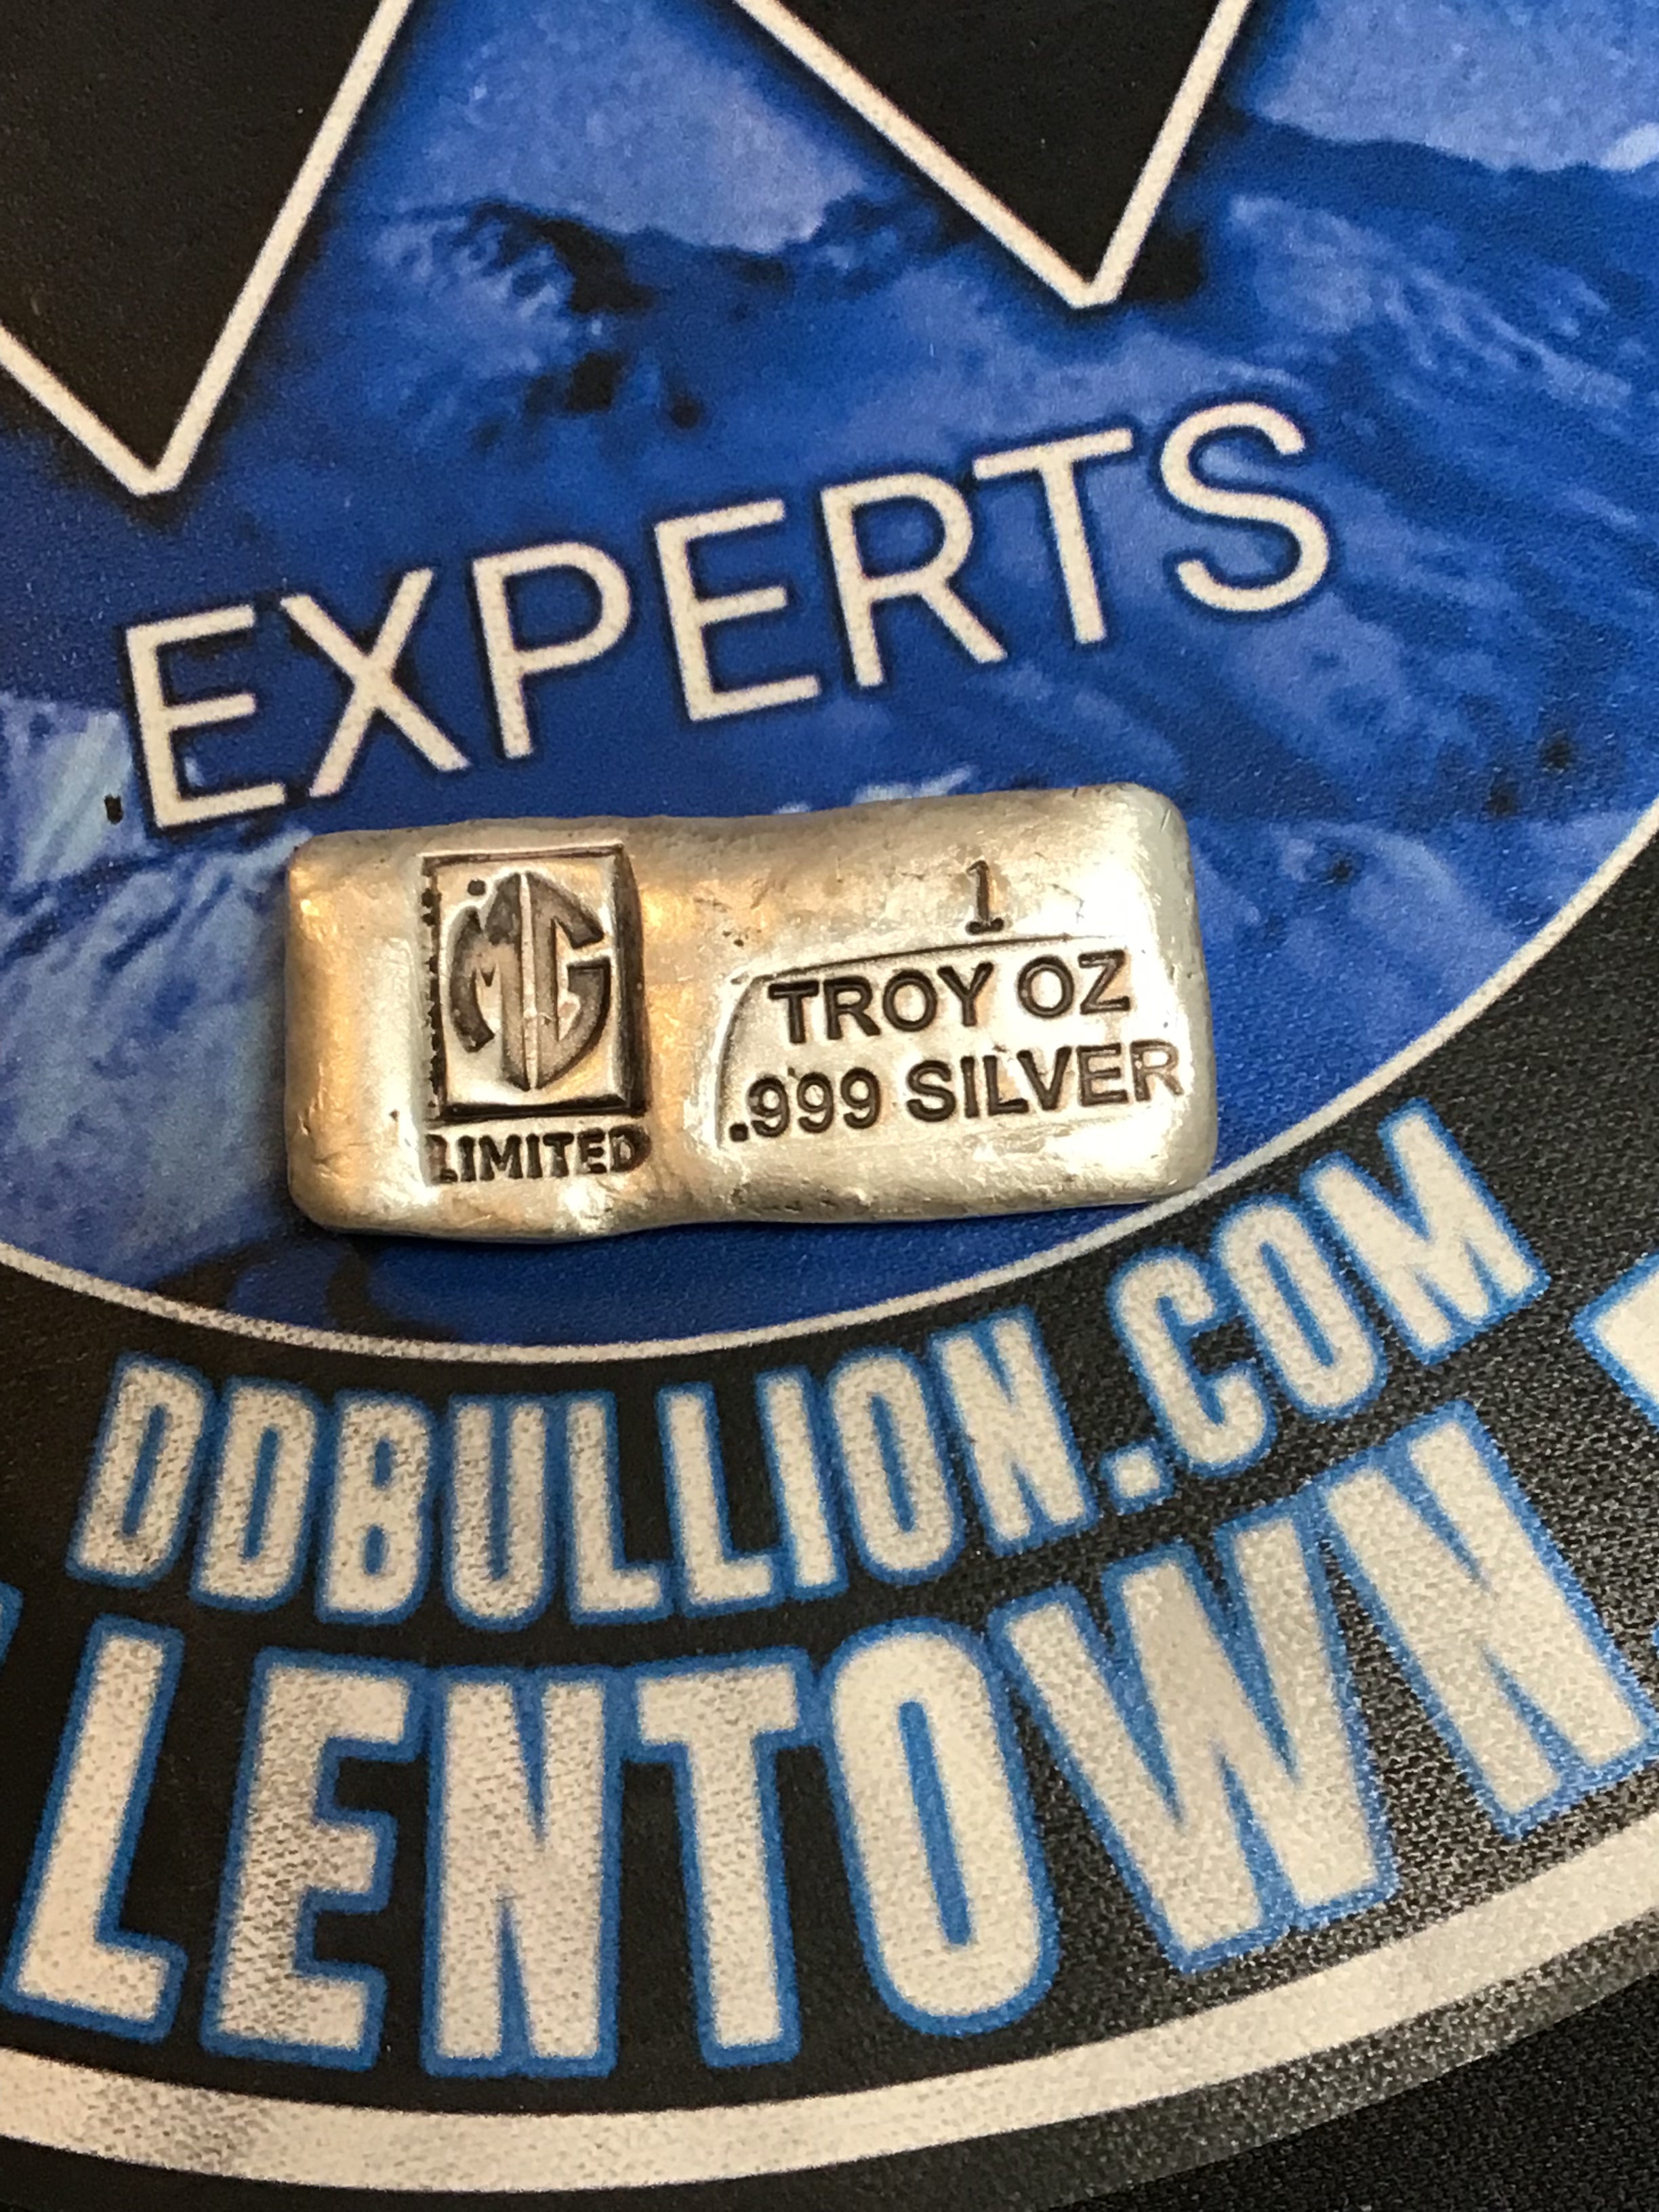 EXPERTS
MG
LIMITED
1
TROY OZ
.999 SILVER
DDBULLION.COM
LENTOWN